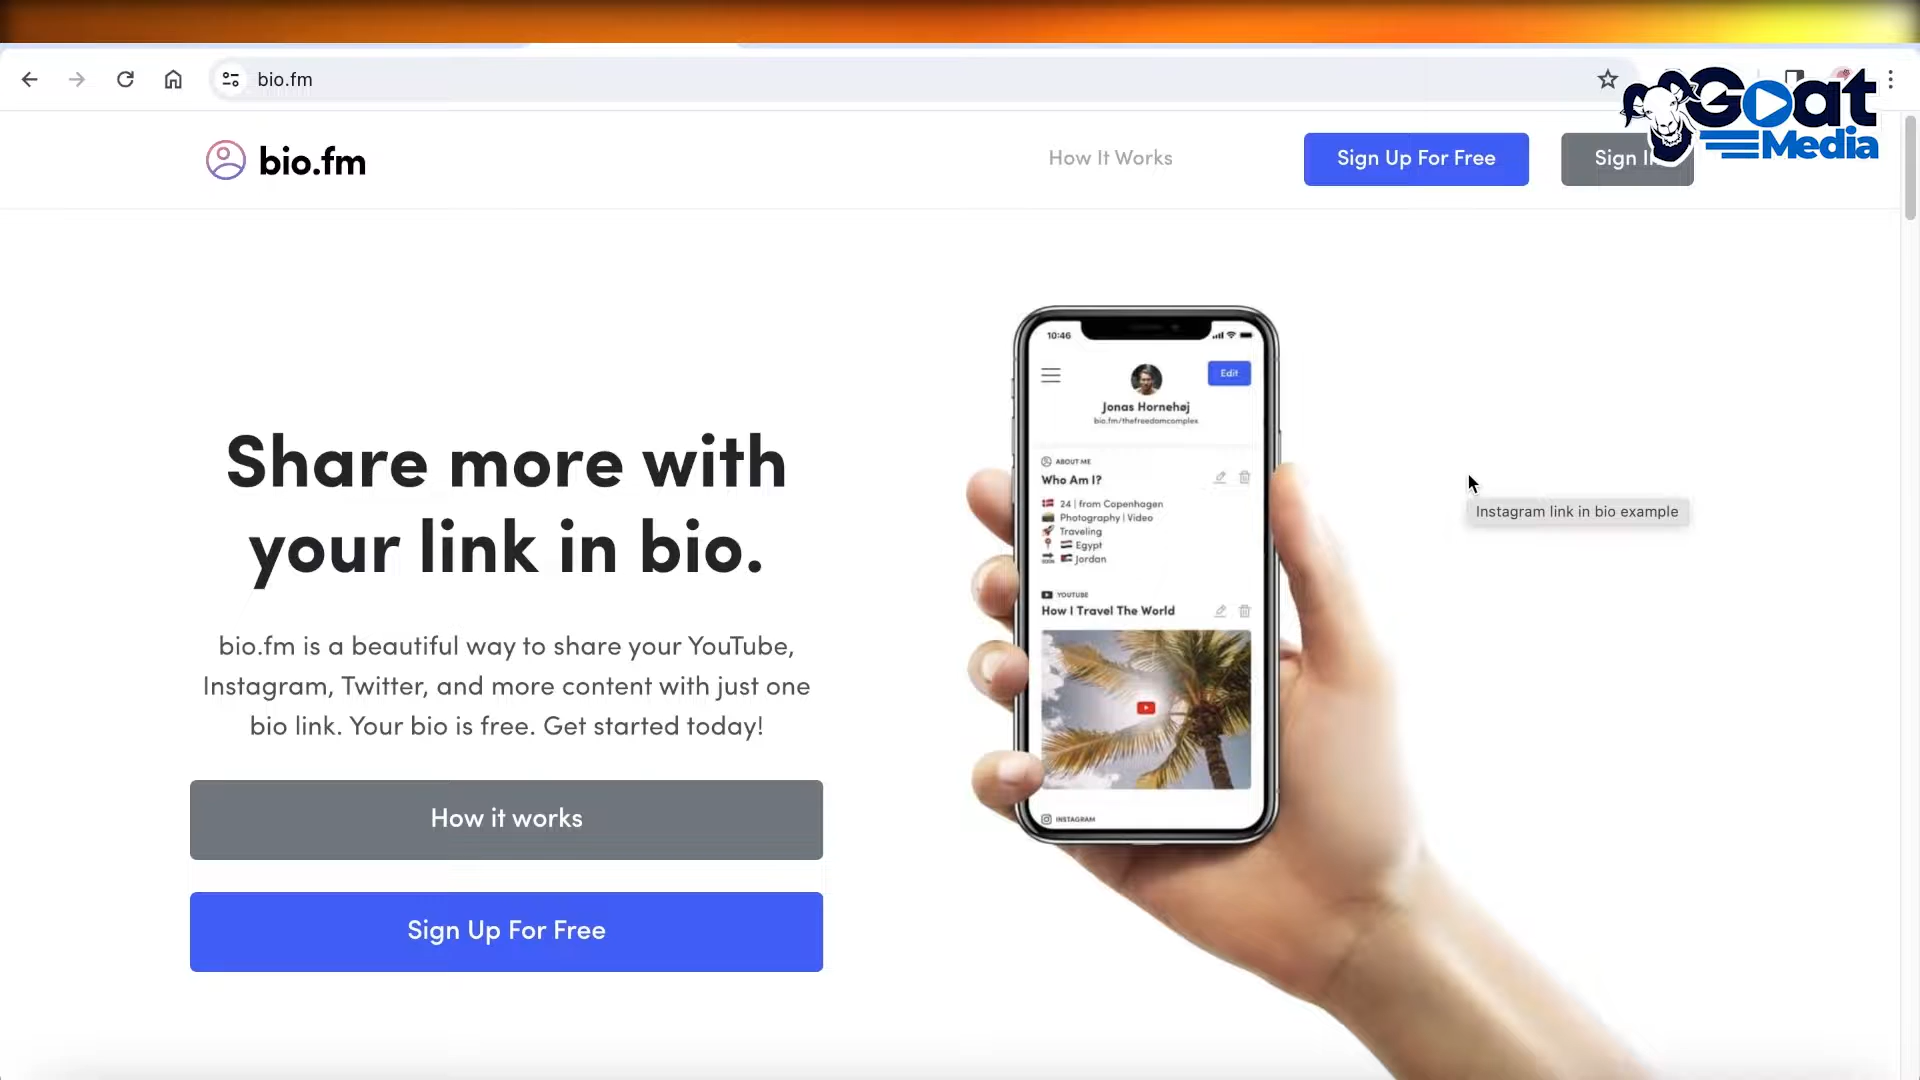 bio.fm
Goat
Media
bio.fm
How It Works
Sign Up For Free
Sign In
Share more with
your link in bio.
bio.fm is a beautiful way to share your YouTube,
Instagram, Twitter, and more content with just one
bio link. Your bio is free. Get started today!
How it works
Sign Up For Free
10:46
Edit
Jonas Hornehøj
bio.fm/thefreedomcomplex
ABOUT ME
Who Am I?
24 | from Copenhagen
Photography | Video
Traveling
Egypt
Jordan
YOUTUBE
How I Travel The World
INSTAGRAM
Instagram link in bio example